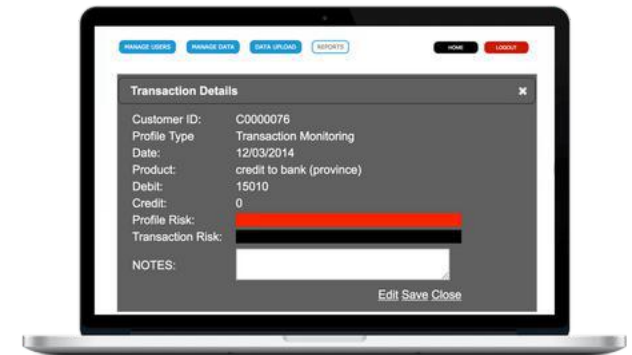 MANAGE USERS MANAGE DATA DATA UPLOAD REPORTS HOME LOGOUT
Transaction Details
Customer ID: C0000076
Profile Type Transaction Monitoring
Date: 12/03/2014
Product: credit to bank (province)
Debit: 15010
Credit: 0
Profile Risk:
Transaction Risk:
NOTES:
Edit Save Close